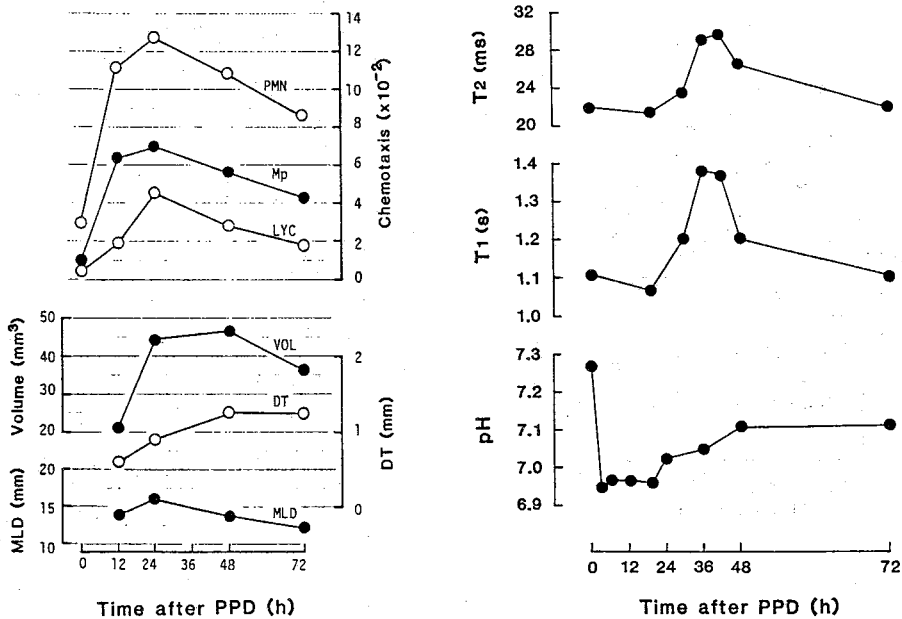 14
12
10
8
6
4
2
0
Chemotaxis (x10-2)
PMN
Mp
LYC
50
40
30
20
Volume (mm3)
VOL
DT
2
1
0
DT (mm)
20
15
10
MLD (mm)
MLD
0 12 24 48 72
Time after PPD (h)
32
28
24
22
20
T2 (ms)
1.4
1.3
1.2
1.1
1.0
T1 (s)
7.3
7.2
7.1
7.0
6.9
pH
0 12 24 36 48 72
Time after PPD (h)